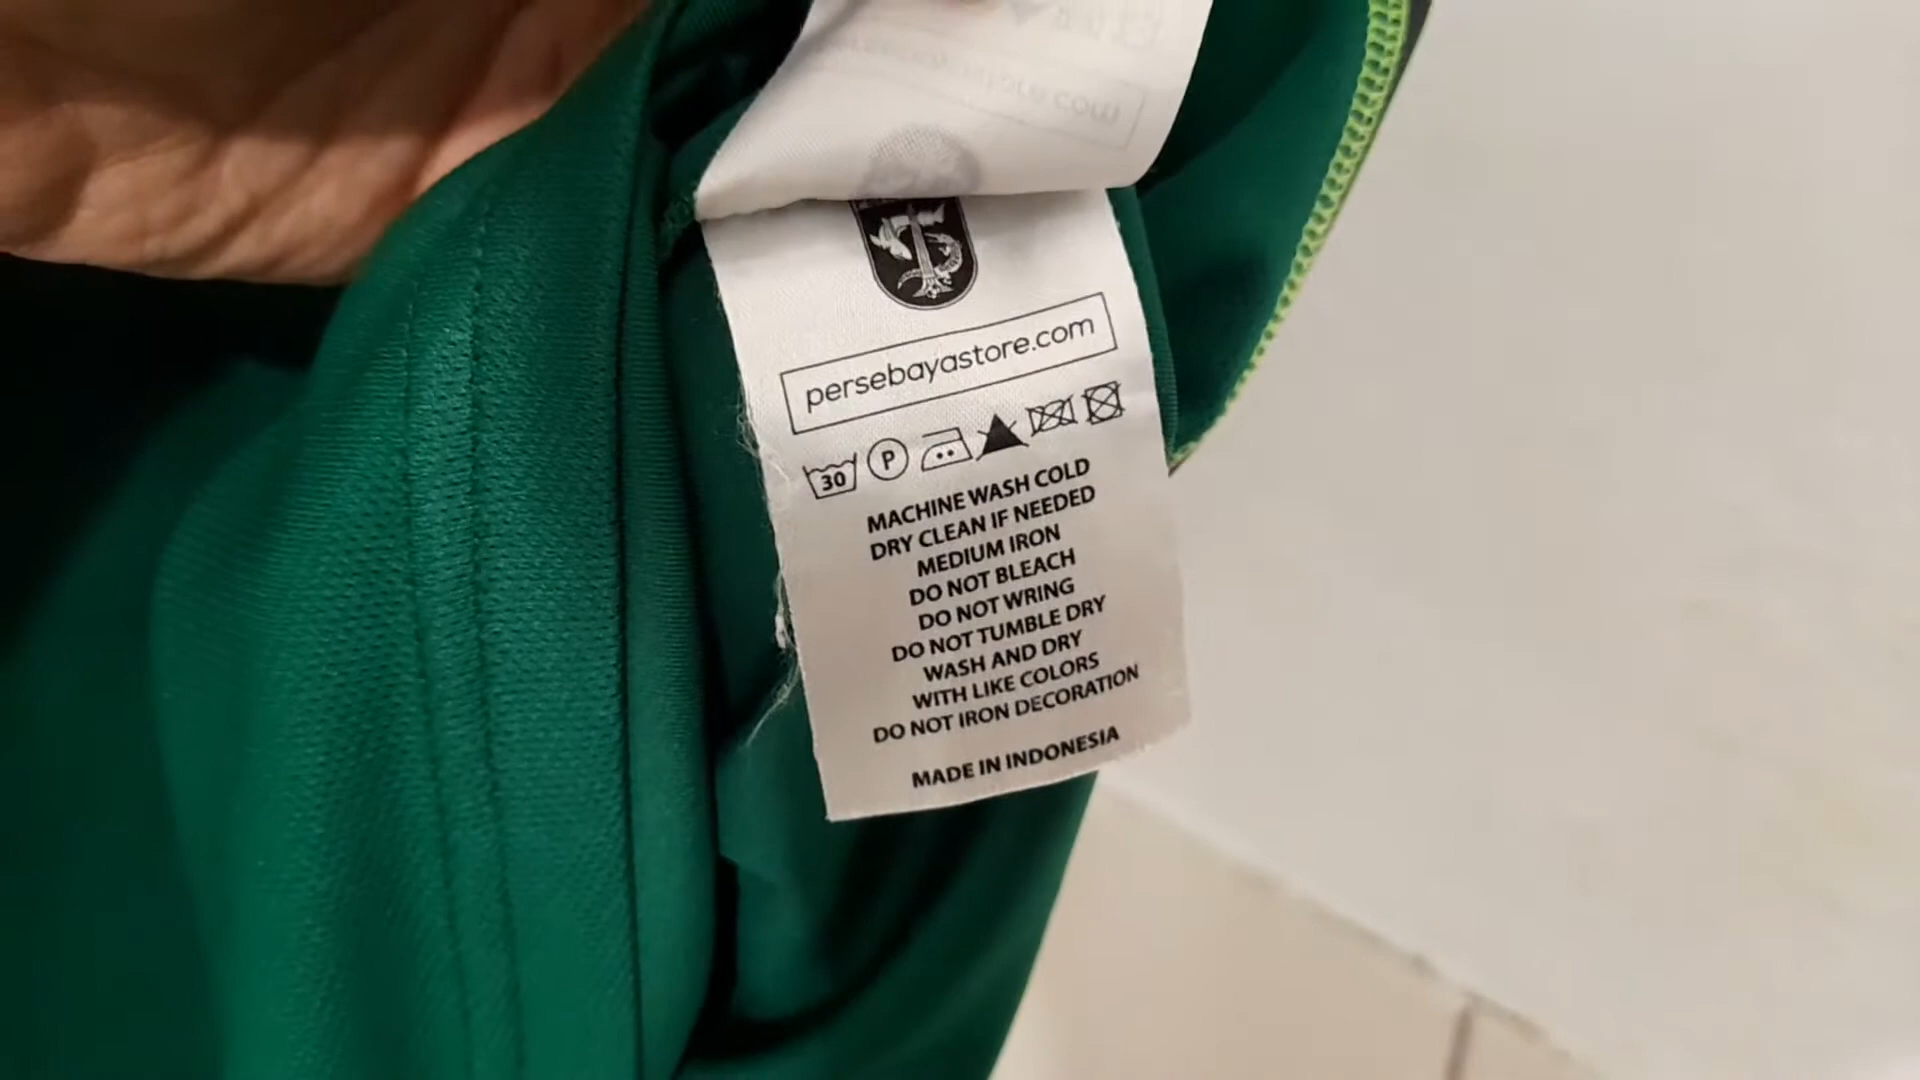 persebayastore.com
30 P
MACHINE WASH COLD
DRY CLEAN IF NEEDED
MEDIUM IRON
DO NOT BLEACH
DO NOT WRING
DO NOT TUMBLE DRY
WASH AND DRY
WITH LIKE COLORS
DO NOT IRON DECORATION
MADE IN INDONESIA